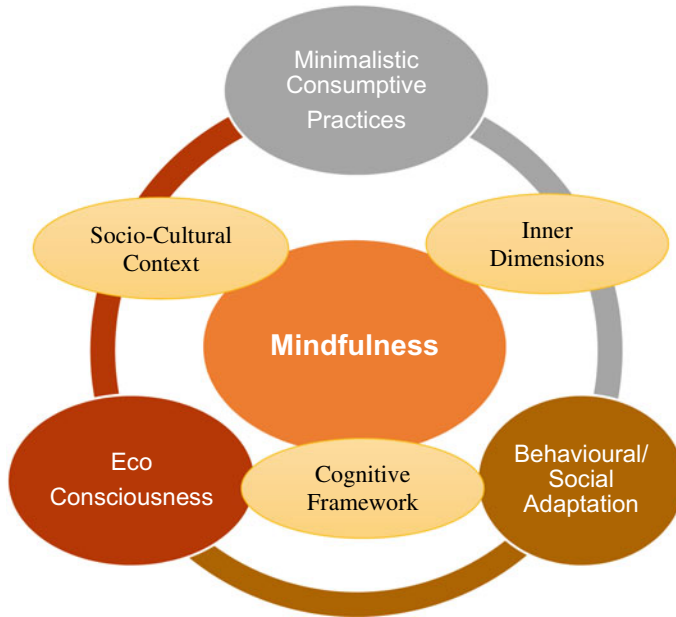 Minimalistic
Consumptive
Practices
Socio-Cultural
Context
Inner
Dimensions
Mindfulness
Eco
Consciousness
Cognitive
Framework
Behavioural/
Social
Adaptation